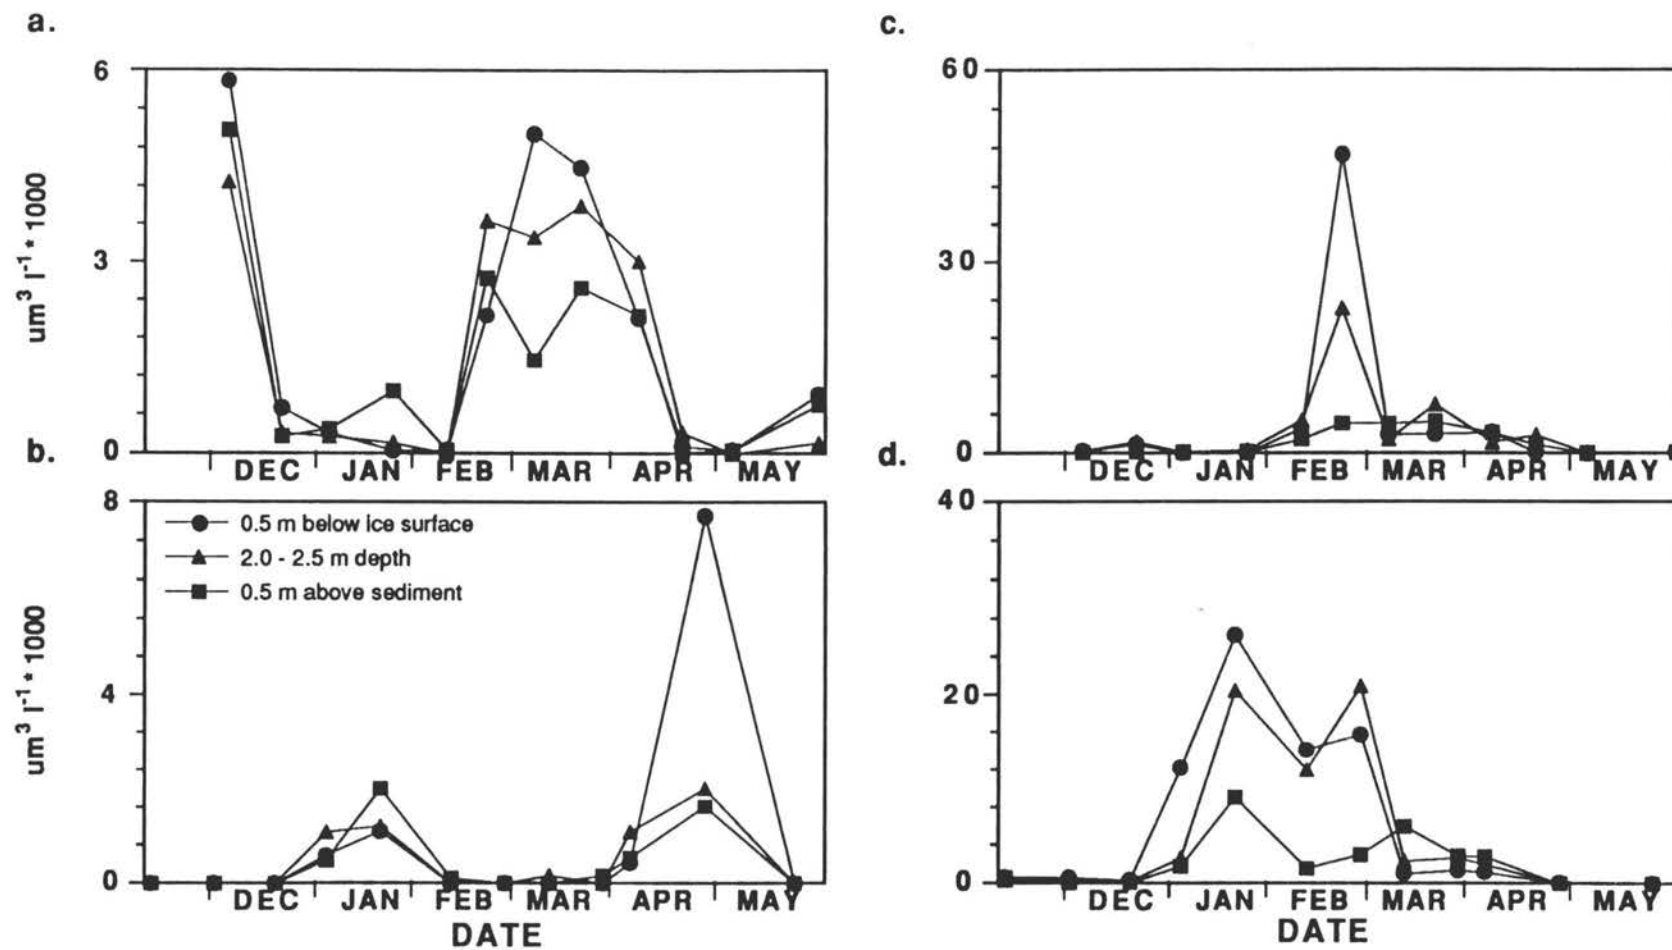 a.
6
3
0
um³ l⁻¹ * 1000
DEC JAN FEB MAR APR MAY
b.
8
4
0
um³ l⁻¹ * 1000
0.5 m below ice surface
2.0 - 2.5 m depth
0.5 m above sediment
DEC JAN FEB MAR APR MAY
DATE
c.
60
30
0
DEC JAN FEB MAR APR MAY
d.
40
20
0
DEC JAN FEB MAR APR MAY
DATE